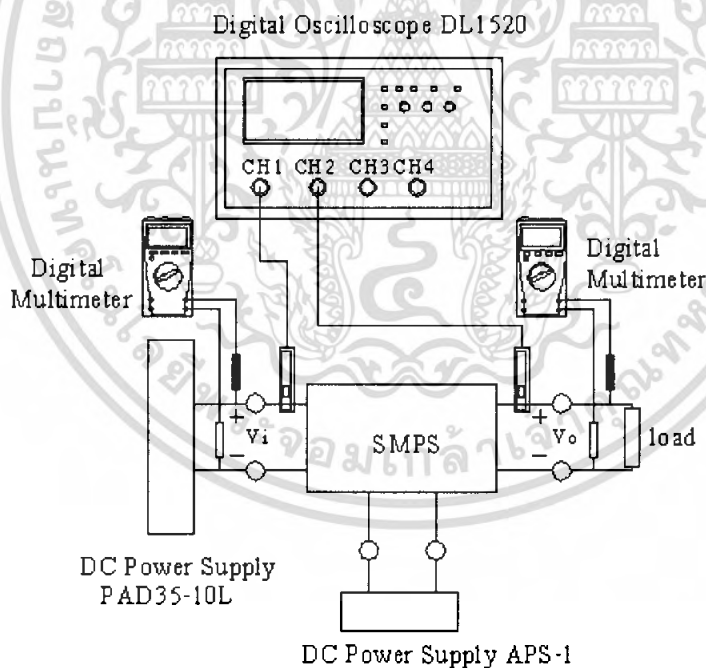 Digital Oscilloscope DL1520
CH1 CH2 CH3 CH4
Digital
Multimeter
Digital
Multimeter
+
Vi
−
SMPS
+
Vo
−
load
DC Power Supply
PAD35-10L
DC Power Supply APS-1